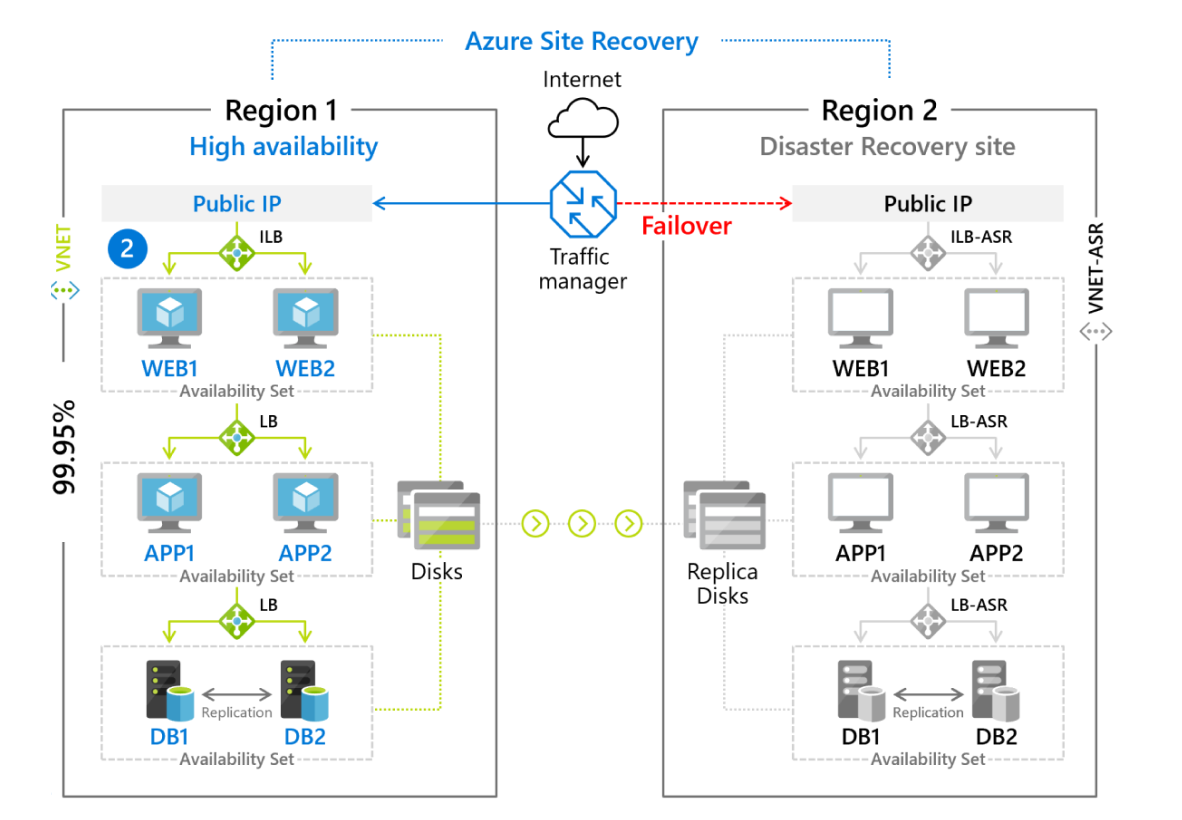 Azure Site Recovery
Internet
Region 1
High availability
Region 2
Disaster Recovery site
Public IP
Failover
Traffic
manager
Public IP
2
VNET
99.95%
ILB
WEB1
WEB2
Availability Set
LB
APP1
APP2
Availability Set
LB
Replication
DB1
DB2
Availability Set
Disks
Replica
Disks
ILB-ASR
VNET-ASR
WEB1
WEB2
Availability Set
LB-ASR
APP1
APP2
Availability Set
LB-ASR
Replication
DB1
DB2
Availability Set